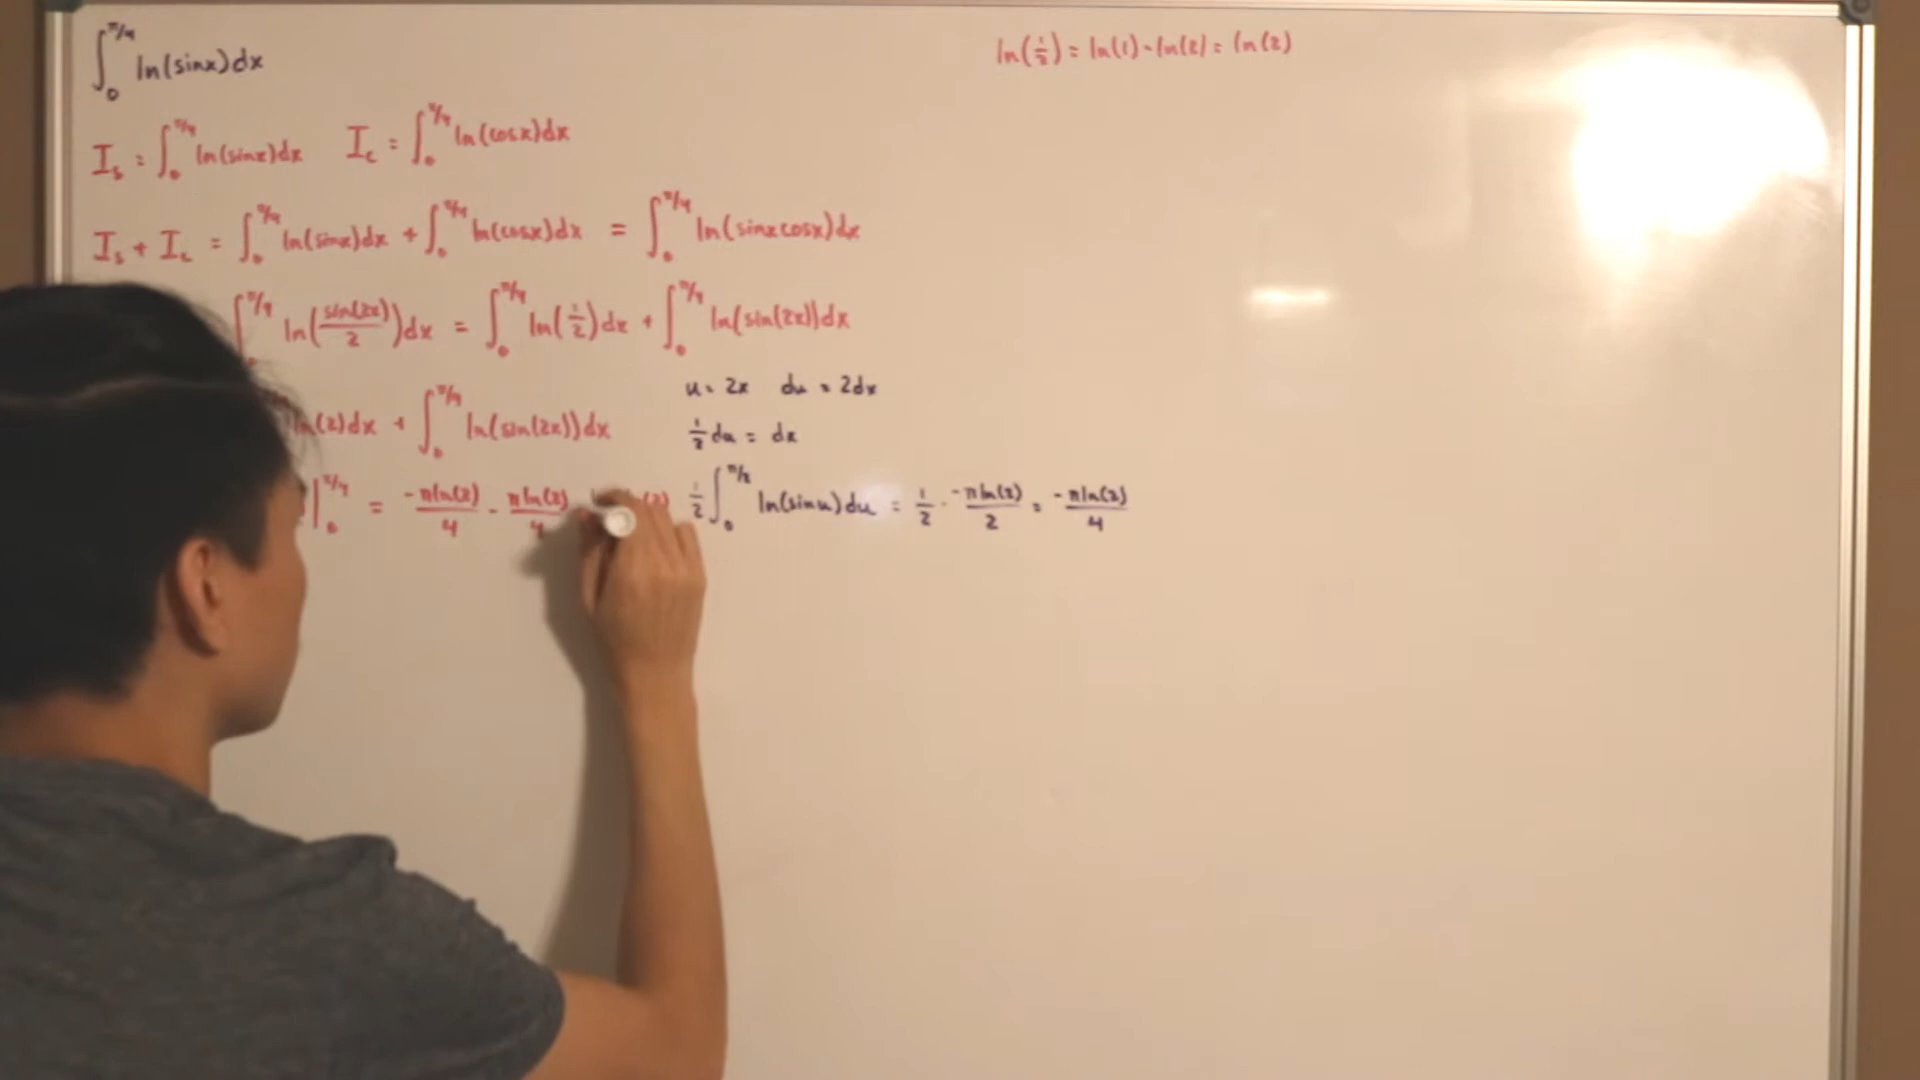 ∫₀^(π/4) ln(sinx)dx
ln(1/2) = ln(1) - ln(2) = ln(2)
I_s = ∫₀^(π/4) ln(sinx)dx I_c = ∫₀^(π/4) ln(cosx)dx
I_s + I_c = ∫₀^(π/4) ln(sinx)dx + ∫₀^(π/4) ln(cosx)dx = ∫₀^(π/4) ln(sinxcosx)dx
∫₀^(π/4) ln(sin(2x)/2)dx = ∫₀^(π/4) ln(1/2)dx + ∫₀^(π/4) ln(sin(2x))dx
ln(2)dx + ∫₀^(π/4) ln(sin(2x))dx
u = 2x du = 2dx
1/2 du = dx
|₀^(π/4) = -πln(2)/4 - πln(2)/4
1/2 ∫₀^(π/2) ln(sinu)du = 1/2 · -πln(2)/2 = -πln(2)/4